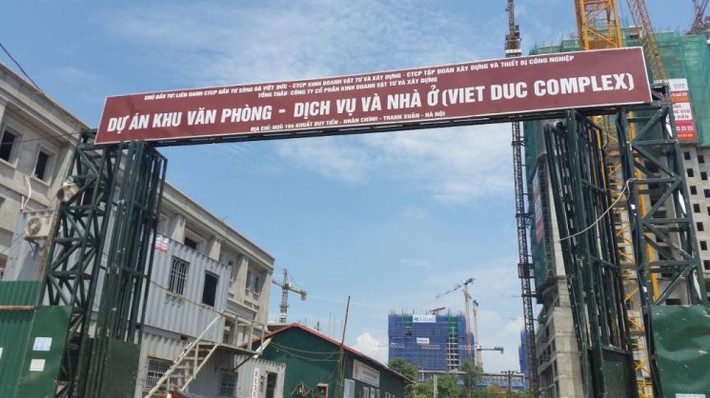 CHỦ ĐẦU TƯ: LIÊN DANH CTCP ĐẦU TƯ SÔNG ĐÀ VIỆT ĐỨC - CTCP KINH DOANH VẬT TƯ VÀ XÂY DỰNG - CTCP TẬP ĐOÀN XÂY DỰNG VÀ THIẾT BỊ CÔNG NGHIỆP
TỔNG THẦU: CÔNG TY CỔ PHẦN KINH DOANH VẬT TƯ VÀ XÂY DỰNG
DỰ ÁN KHU VĂN PHÒNG - DỊCH VỤ VÀ NHÀ Ở (VIET DUC COMPLEX)
ĐỊA CHỈ: NGÕ 164 KHUẤT DUY TIẾN - NHÂN CHÍNH - THANH XUÂN - HÀ NỘI